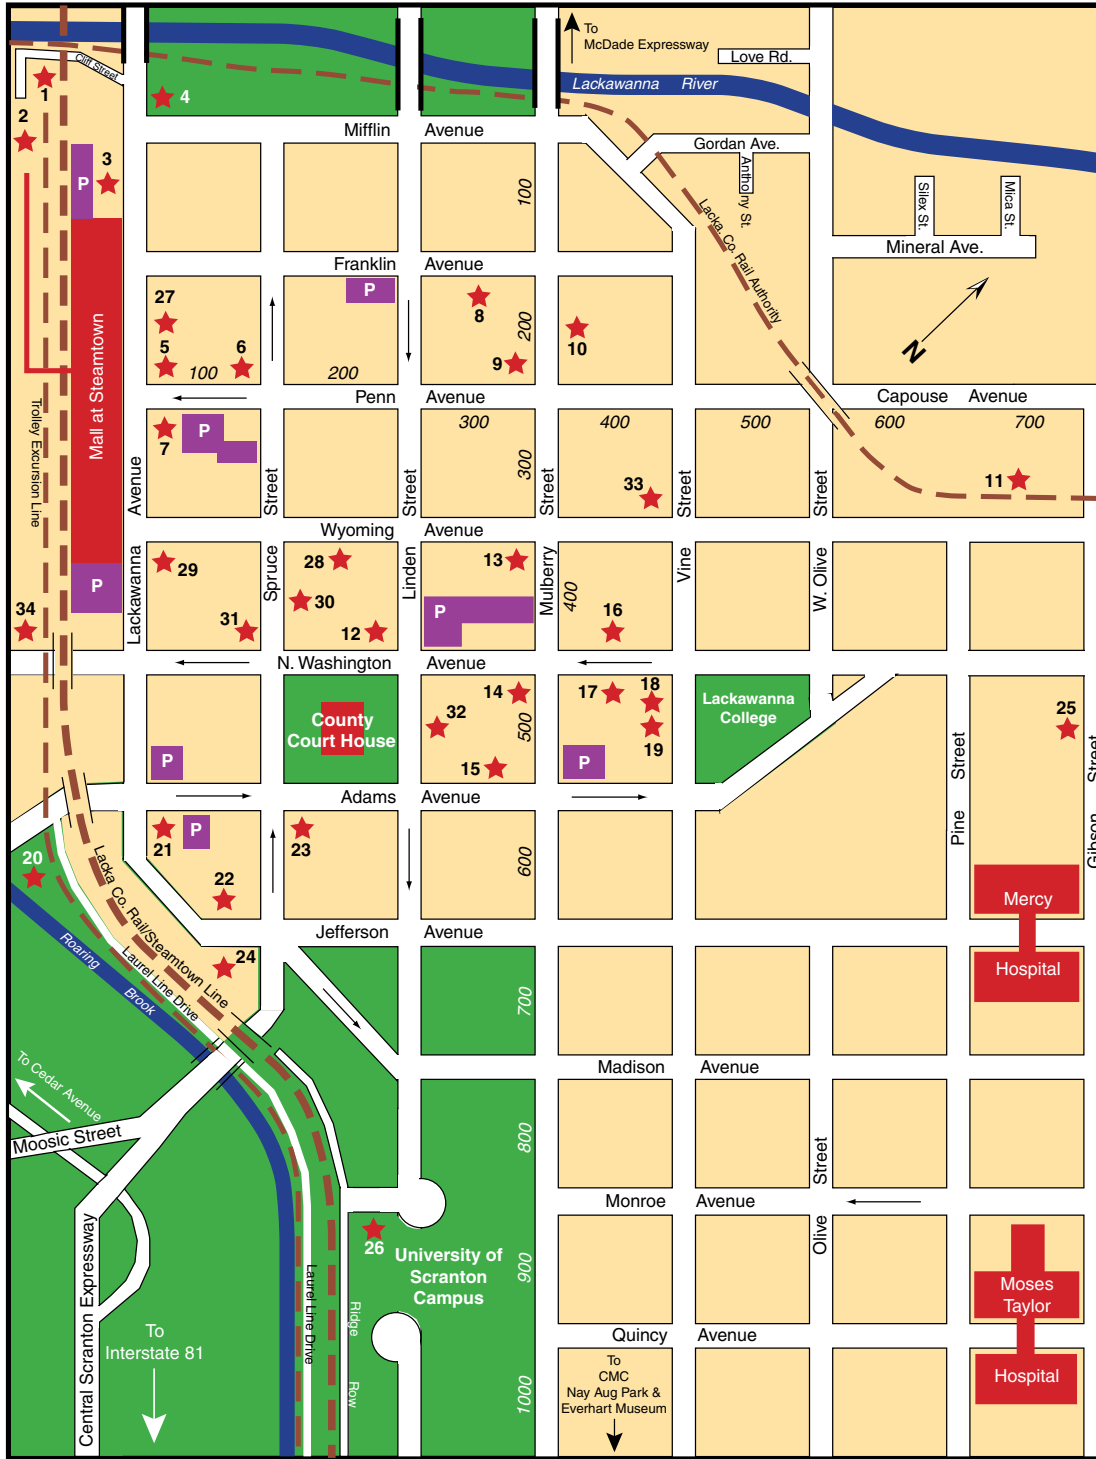 To
McDade Expressway
Love Rd.
Cliff Street
1
Lackawanna River
4
2
Mifflin Avenue
Gordan Ave.
3
P
Anthony St.
100
Silex St.
Mica St.
Lacka. Co. Rail Authority
Mineral Ave.
Franklin Avenue
27
P
8
200
10
5
6
9
100
200
N
Mall at Steamtown
Trolley Excursion Line
Penn Avenue
Capouse Avenue
7
P
300
400
500
600
700
300
33
11
Lackawanna Avenue
Spruce Street
Linden Street
Mulberry Street
Vine Street
W. Olive Street
Wyoming Avenue
29
28
13
P
30
P
400
16
34
31
12
N. Washington Avenue
14
17
18
Lackawanna
College
25
County
Court House
32
500
19
P
15
P
Adams Avenue
Pine Street
Gibson Street
20
21
P
23
600
22
Lacka Co. Rail/Steamtown Line
Mercy
Jefferson Avenue
24
Hospital
Roaring Brook
Laurel Line Drive
700
To Cedar Avenue
Madison Avenue
Moosic Street
800
Olive Street
Monroe Avenue
26
University of
Scranton
Campus
900
Central Scranton Expressway
Laurel Line Drive
Ridge Row
Moses
Taylor
To
Interstate 81
Quincy Avenue
1000
To
CMC
Nay Aug Park &
Everhart Museum
Hospital